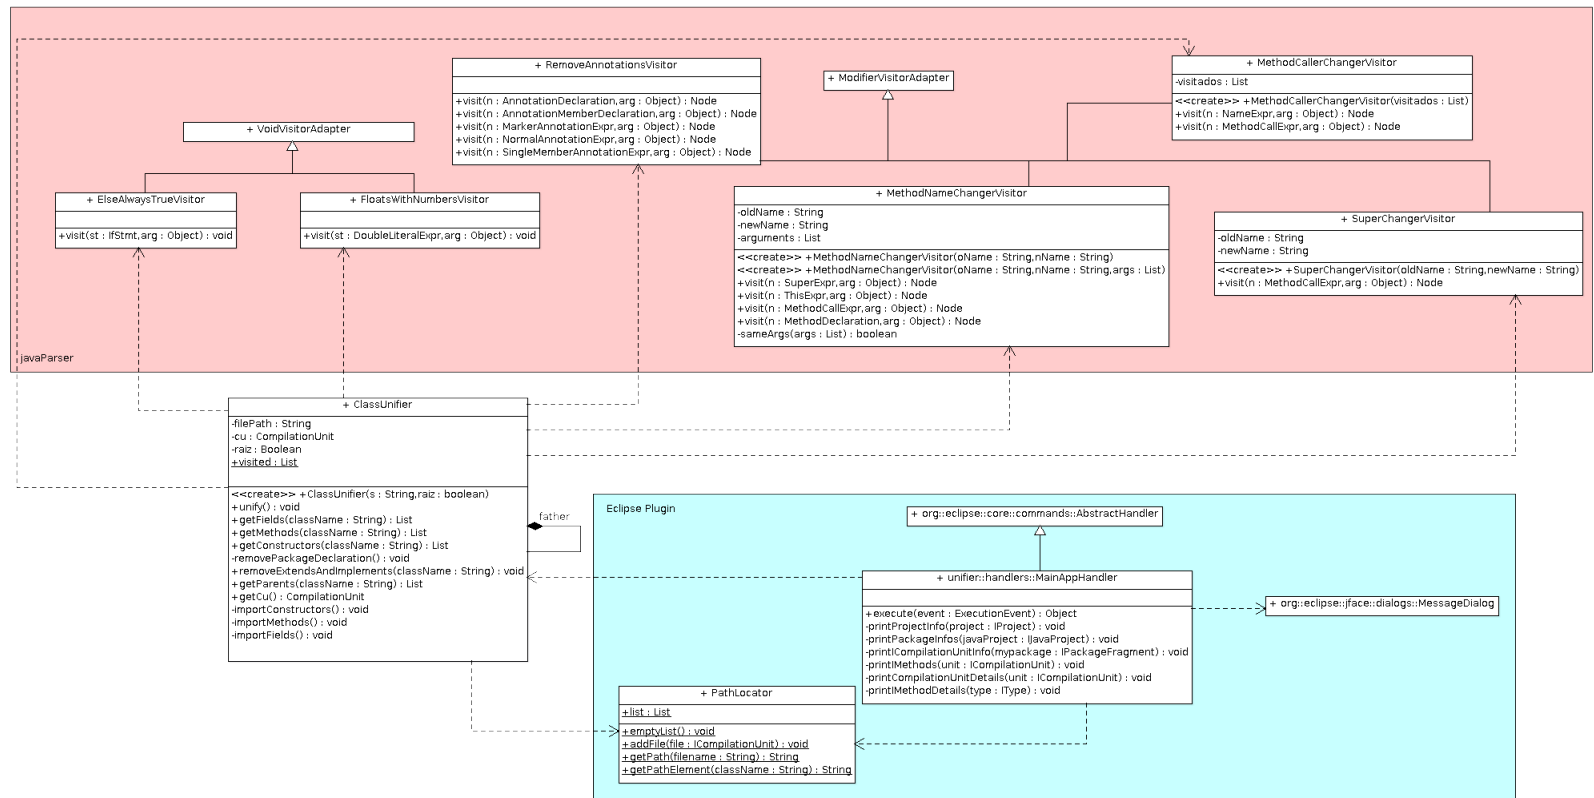 + RemoveAnnotationsVisitor
+visit(n : AnnotationDeclaration,arg : Object) : Node
+visit(n : AnnotationMemberDeclaration,arg : Object) : Node
+visit(n : MarkerAnnotationExpr,arg : Object) : Node
+visit(n : NormalAnnotationExpr,arg : Object) : Node
+visit(n : SingleMemberAnnotationExpr,arg : Object) : Node
+ ModifierVisitorAdapter
+ MethodCallerChangerVisitor
-visitados : List
<<create>> +MethodCallerChangerVisitor(visitados : List)
+visit(n : NameExpr,arg : Object) : Node
+visit(n : MethodCallExpr,arg : Object) : Node
+ VoidVisitorAdapter
+ ElseAlwaysTrueVisitor
+visit(st : IfStmt,arg : Object) : void
+ FloatsWithNumbersVisitor
+visit(st : DoubleLiteralExpr,arg : Object) : void
+ MethodNameChangerVisitor
-oldName : String
-newName : String
-arguments : List
<<create>> +MethodNameChangerVisitor(oName : String,nName : String)
<<create>> +MethodNameChangerVisitor(oName : String,nName : String,args : List)
+visit(n : SuperExpr,arg : Object) : Node
+visit(n : ThisExpr,arg : Object) : Node
+visit(n : MethodCallExpr,arg : Object) : Node
+visit(n : MethodDeclaration,arg : Object) : Node
-sameArgs(args : List) : boolean
+ SuperChangerVisitor
-oldName : String
-newName : String
<<create>> +SuperChangerVisitor(oldName : String,newName : String)
+visit(n : MethodCallExpr,arg : Object) : Node
javaParser
+ ClassUnifier
-filePath : String
-cu : CompilationUnit
-raiz : Boolean
+visited : List
<<create>> +ClassUnifier(s : String,raiz : boolean)
+unify() : void
+getFields(className : String) : List
+getMethods(className : String) : List
+getConstructors(className : String) : List
-removePackageDeclaration() : void
+removeExtendsAndImplements(className : String) : void
+getParents(className : String) : List
+getCu() : CompilationUnit
-importConstructors() : void
-importMethods() : void
-importFields() : void
father
Eclipse Plugin
+ org::eclipse::core::commands::AbstractHandler
+ unifier::handlers::MainAppHandler
+execute(event : ExecutionEvent) : Object
-printProjectInfo(project : IProject) : void
-printPackageInfos(javaProject : IJavaProject) : void
-printICompilationUnitInfo(mypackage : IPackageFragment) : void
-printIMethods(unit : ICompilationUnit) : void
-printCompilationUnitDetails(unit : ICompilationUnit) : void
-printIMethodDetails(type : IType) : void
+ org::eclipse::jface::dialogs::MessageDialog
+ PathLocator
+list : List
+emptyList() : void
+addFile(file : ICompilationUnit) : void
+getPath(filename : String) : String
+getPathElement(className : String) : String